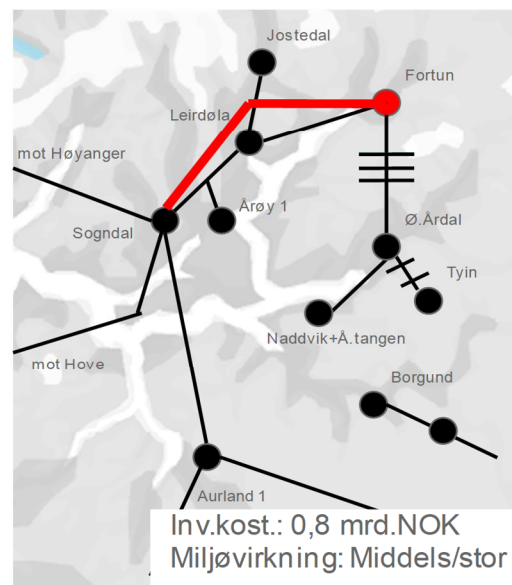 Jostedal
Fortun
Leirdøla
mot Høyanger
Årøy 1
Sogndal
Ø.Årdal
Tyin
Naddvik+Å.tangen
mot Hove
Borgund
Aurland 1
Inv.kost.: 0,8 mrd.NOK
Miljøvirkning: Middels/stor